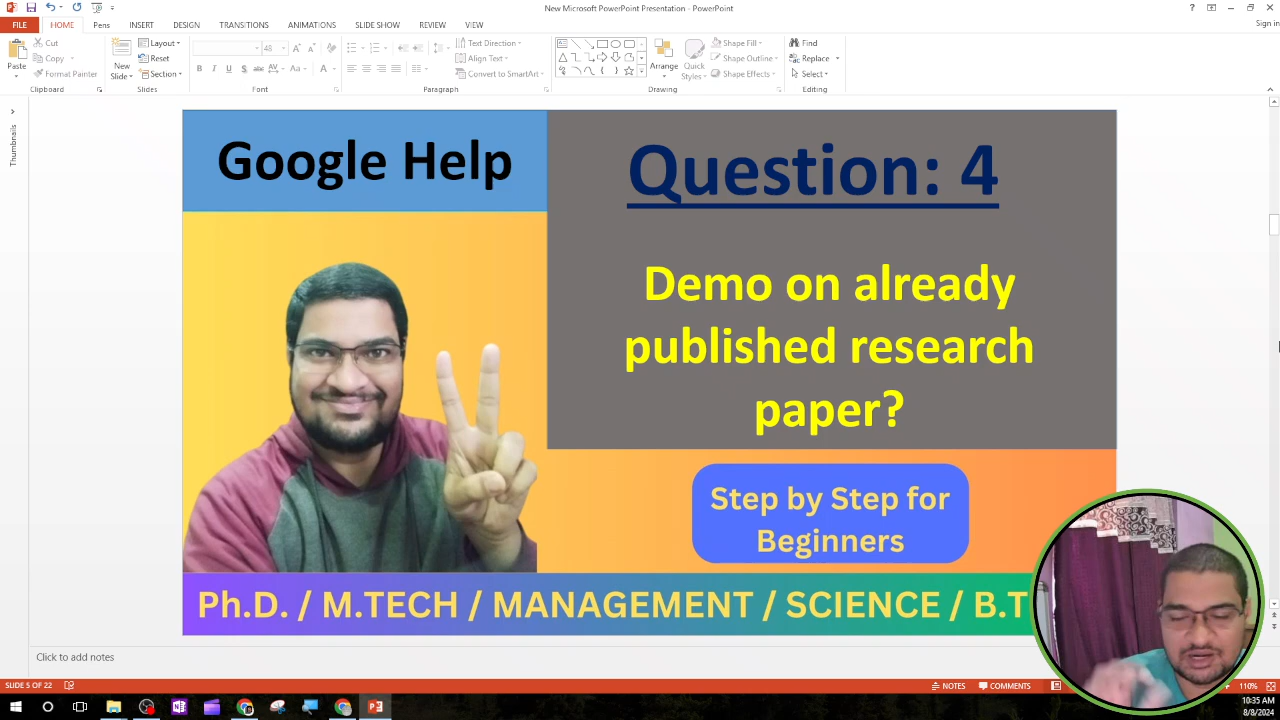 New Microsoft PowerPoint Presentation - PowerPoint
Sign in
FILE HOME Pens INSERT DESIGN TRANSITIONS ANIMATIONS SLIDE SHOW REVIEW VIEW
Paste
Cut
Copy
Format Painter
Clipboard
New
Slide
Layout
Reset
Section
Slides
48
Font
Text Direction
Align Text
Convert to SmartArt
Paragraph
Arrange
Quick
Styles
Shape Fill
Shape Outline
Shape Effects
Drawing
Find
Replace
Select
Editing
Thumbnails
Google Help
Question: 4
Demo on already
published research
paper?
Step by Step for
Beginners
Ph.D. / M.TECH / MANAGEMENT / SCIENCE / B.T
Click to add notes
SLIDE 5 OF 22
NOTES
COMMENTS
110%
10:35 AM
8/8/2024